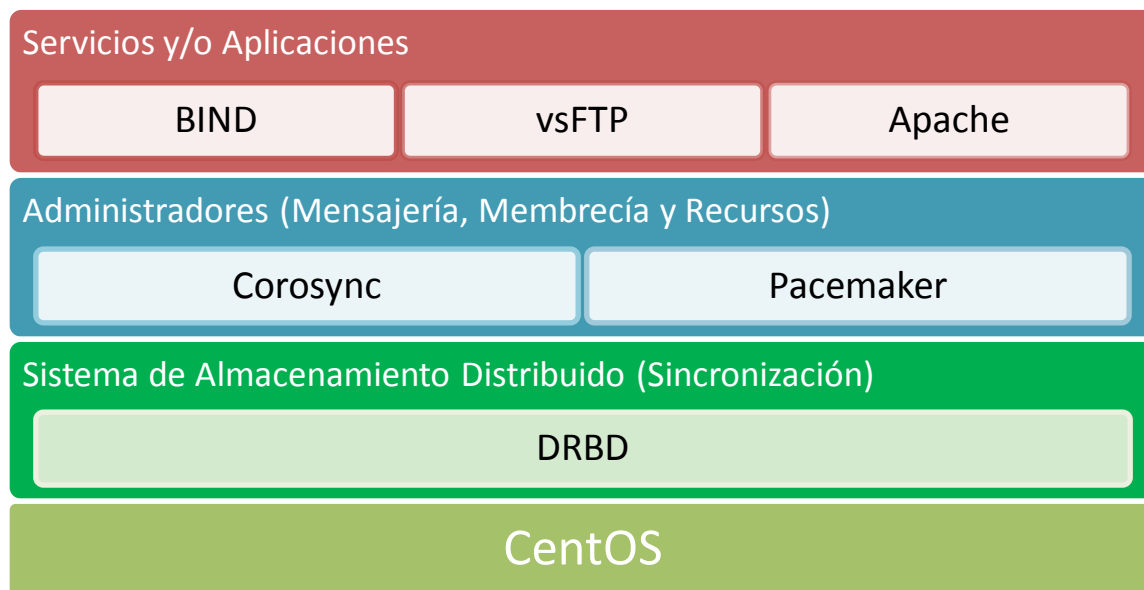 Servicios y/o Aplicaciones
BIND vsFTP Apache
Administradores (Mensajería, Membrecía y Recursos)
Corosync Pacemaker
Sistema de Almacenamiento Distribuido (Sincronización)
DRBD
CentOS